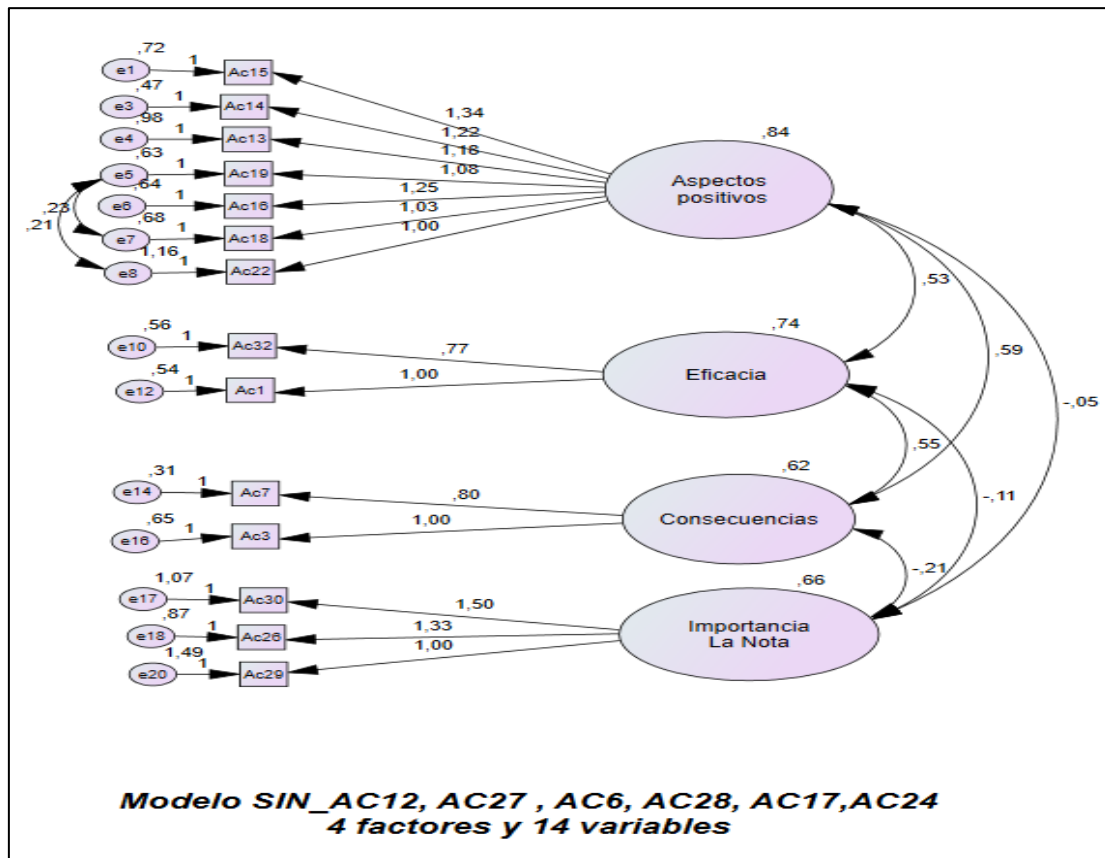 ,72
e1 1 Ac15
,47
e3 1 Ac14
,98
e4 1 Ac13
,63
e5 1 Ac19
,64
e6 1 Ac16
,68
e7 1 Ac18
1,16
e8 1 Ac22
,23
,21
1,34
1,22
1,16
1,08
1,25
1,03
1,00
,84
Aspectos
positivos
,56
e10 1 Ac32
,54
e12 1 Ac1
,77
1,00
,74
Eficacia
,31
e14 1 Ac7
,65
e16 1 Ac3
,80
1,00
,62
Consecuencias
1,07
e17 1 Ac30
,87
e18 1 Ac26
1,49
e20 1 Ac29
1,50
1,33
1,00
,66
Importancia
La Nota
,53
,59
-,05
,55
-,11
-,21
Modelo SIN_AC12, AC27 , AC6, AC28, AC17,AC24
4 factores y 14 variables